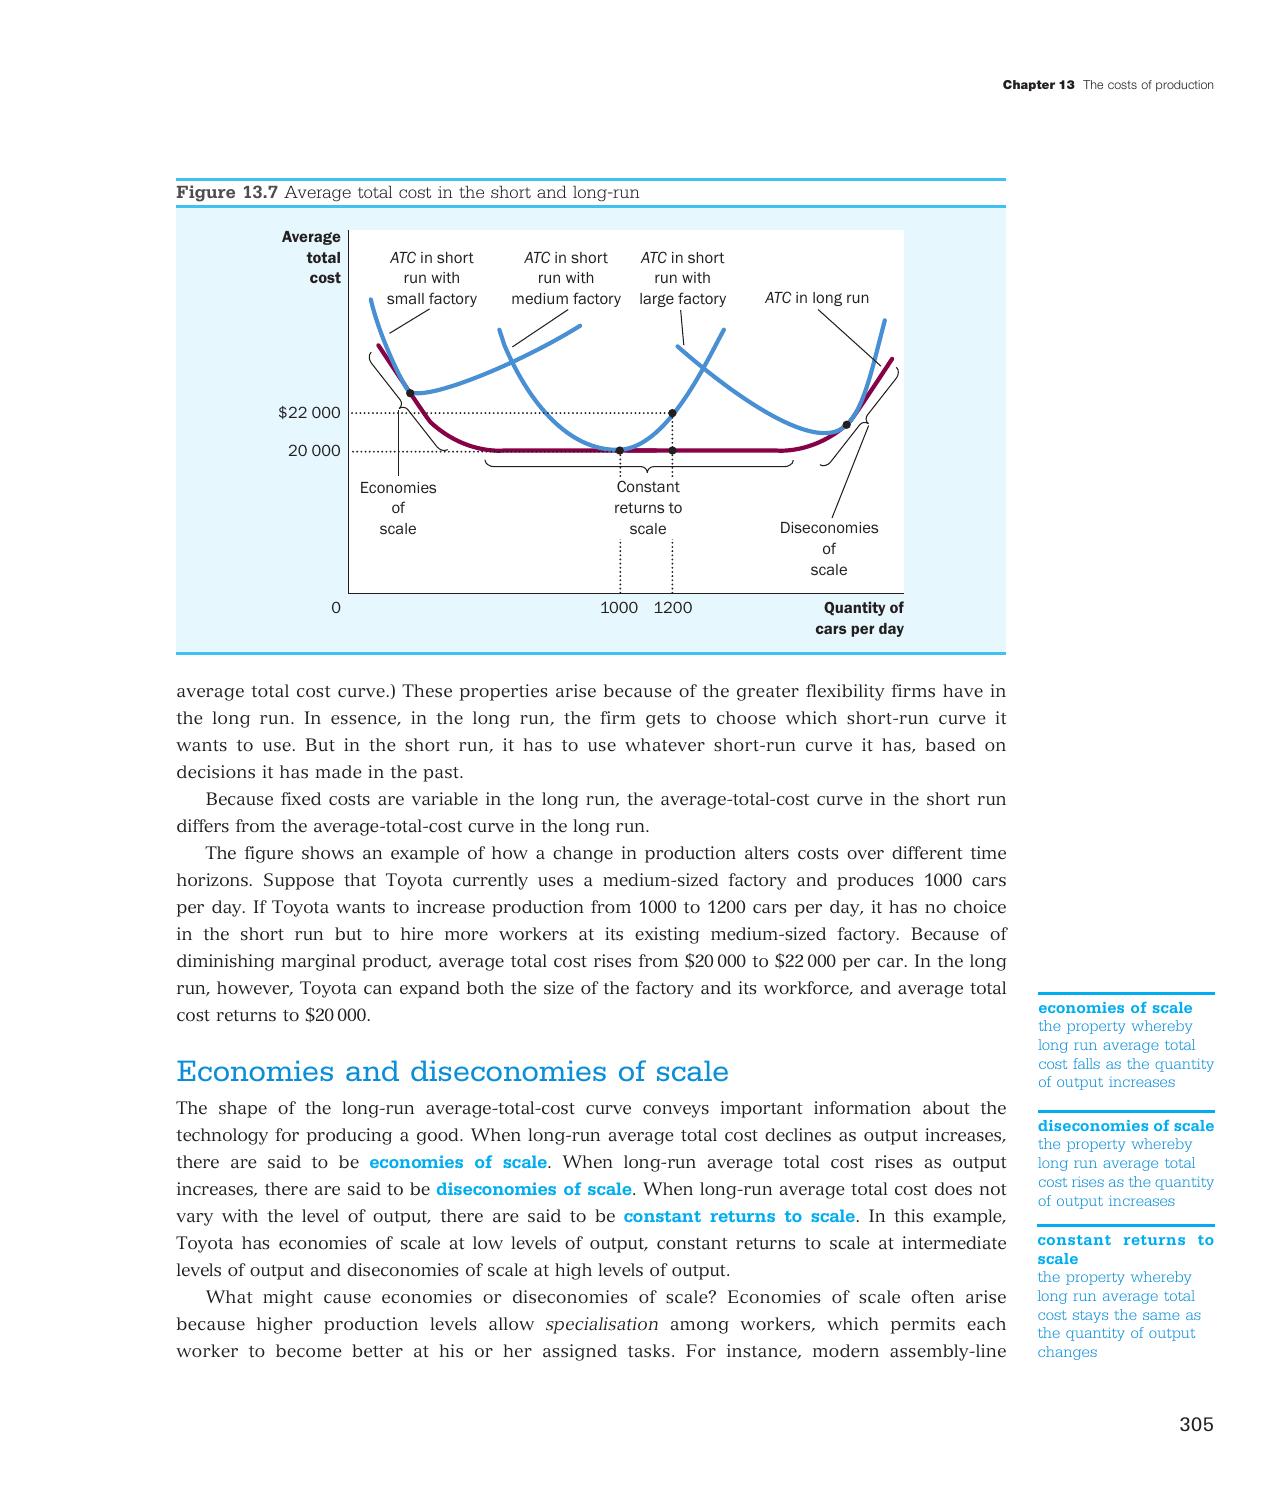 Chapter 13 The costs of production
Figure 13.7 Average total cost in the short and long-run
Average
total
cost
ATC in short
run with
small factory
ATC in short
run with
medium factory
ATC in short
run with
large factory
ATC in long run
$22 000
20 000
Economies
of
scale
Constant
returns to
scale
Diseconomies
of
scale
0
1000
1200
Quantity of
cars per day
average total cost curve.) These properties arise because of the greater flexibility firms have in
the long run. In essence, in the long run, the firm gets to choose which short-run curve it
wants to use. But in the short run, it has to use whatever short-run curve it has, based on
decisions it has made in the past.
Because fixed costs are variable in the long run, the average-total-cost curve in the short run
differs from the average-total-cost curve in the long run.
The figure shows an example of how a change in production alters costs over different time
horizons. Suppose that Toyota currently uses a medium-sized factory and produces 1000 cars
per day. If Toyota wants to increase production from 1000 to 1200 cars per day, it has no choice
in the short run but to hire more workers at its existing medium-sized factory. Because of
diminishing marginal product, average total cost rises from $20 000 to $22 000 per car. In the long
run, however, Toyota can expand both the size of the factory and its workforce, and average total
cost returns to $20 000.
Economies and diseconomies of scale
The shape of the long-run average-total-cost curve conveys important information about the
technology for producing a good. When long-run average total cost declines as output increases,
there are said to be economies of scale. When long-run average total cost rises as output
increases, there are said to be diseconomies of scale. When long-run average total cost does not
vary with the level of output, there are said to be constant returns to scale. In this example,
Toyota has economies of scale at low levels of output, constant returns to scale at intermediate
levels of output and diseconomies of scale at high levels of output.
What might cause economies or diseconomies of scale? Economies of scale often arise
because higher production levels allow specialisation among workers, which permits each
worker to become better at his or her assigned tasks. For instance, modern assembly-line
economies of scale
the property whereby
long run average total
cost falls as the quantity
of output increases
diseconomies of scale
the property whereby
long run average total
cost rises as the quantity
of output increases
constant returns to
scale
the property whereby
long run average total
cost stays the same as
the quantity of output
changes
305